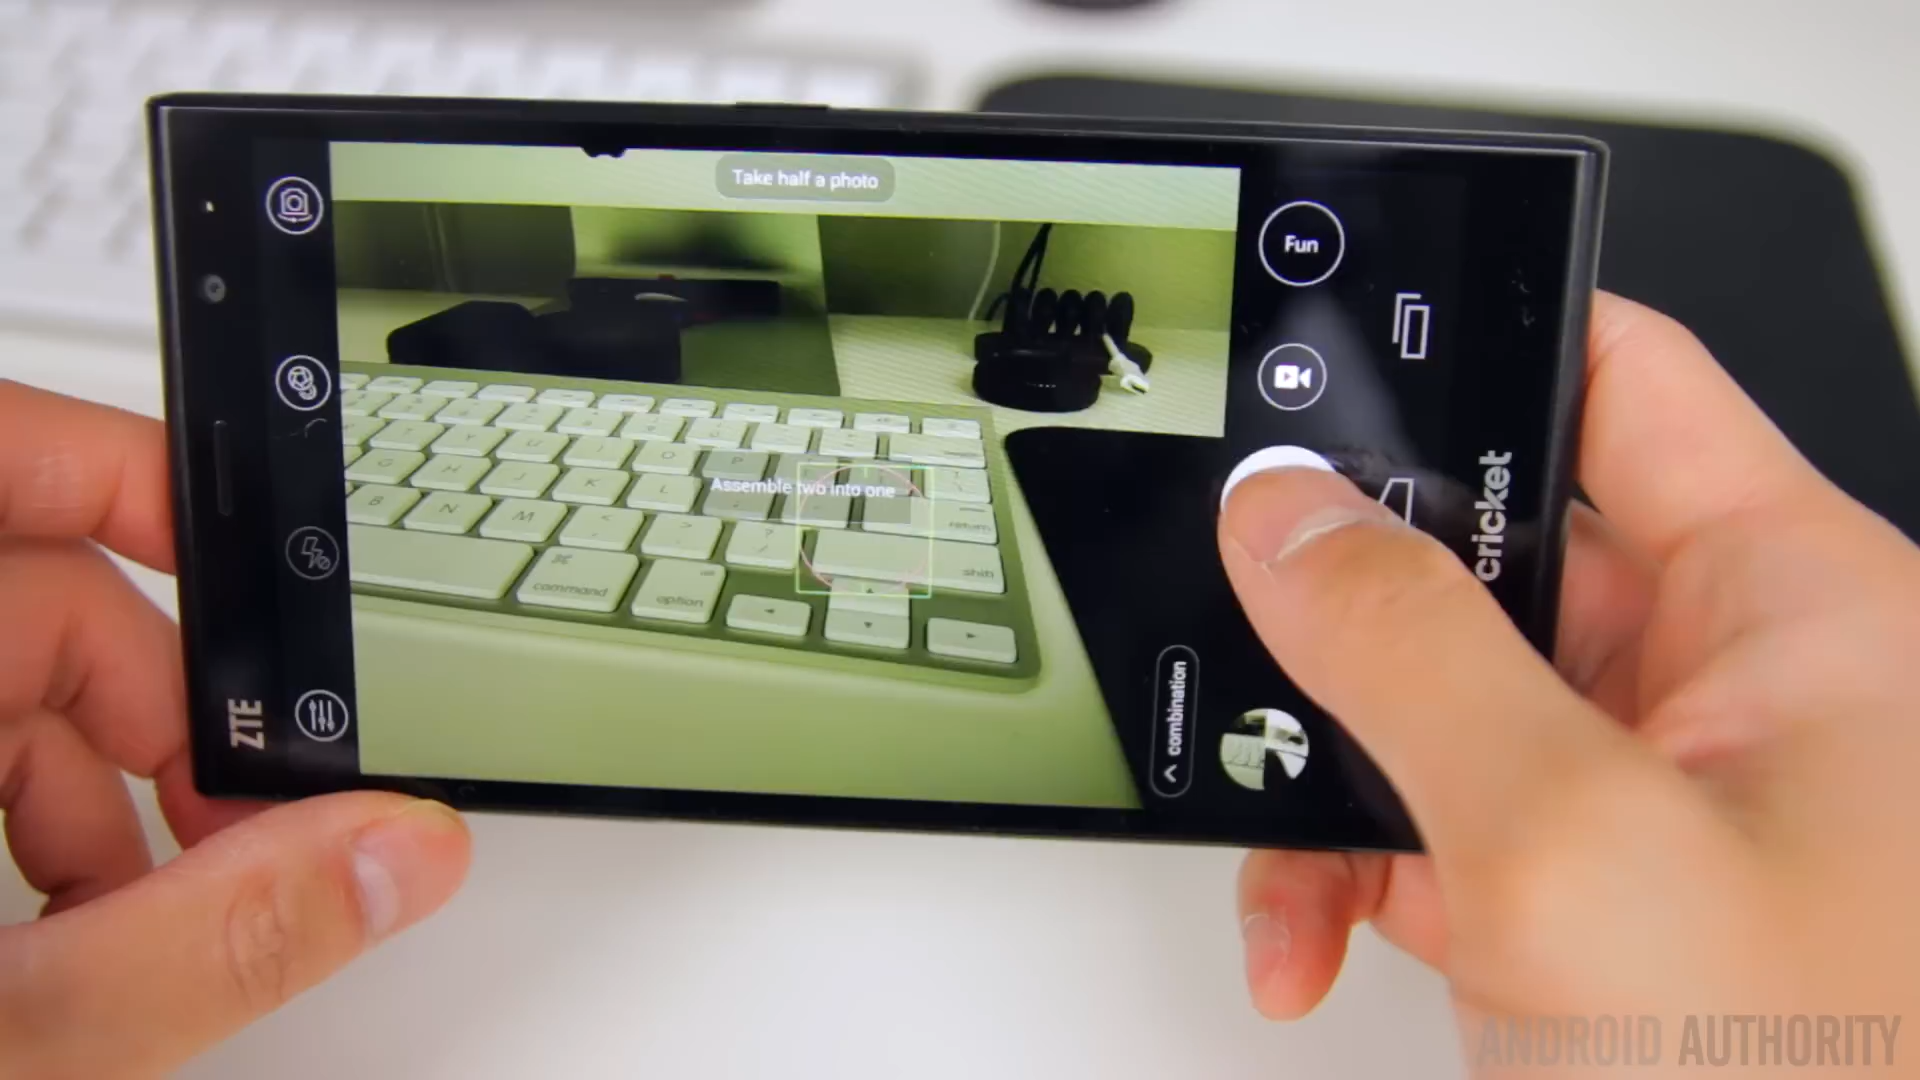 Take half a photo
Fun
Assemble two into one
P
T
Y
U
I
O
G
H
J
K
L
B
N
M
return
shift
command
option
combination
ZTE
cricket
ANDROID AUTHORITY